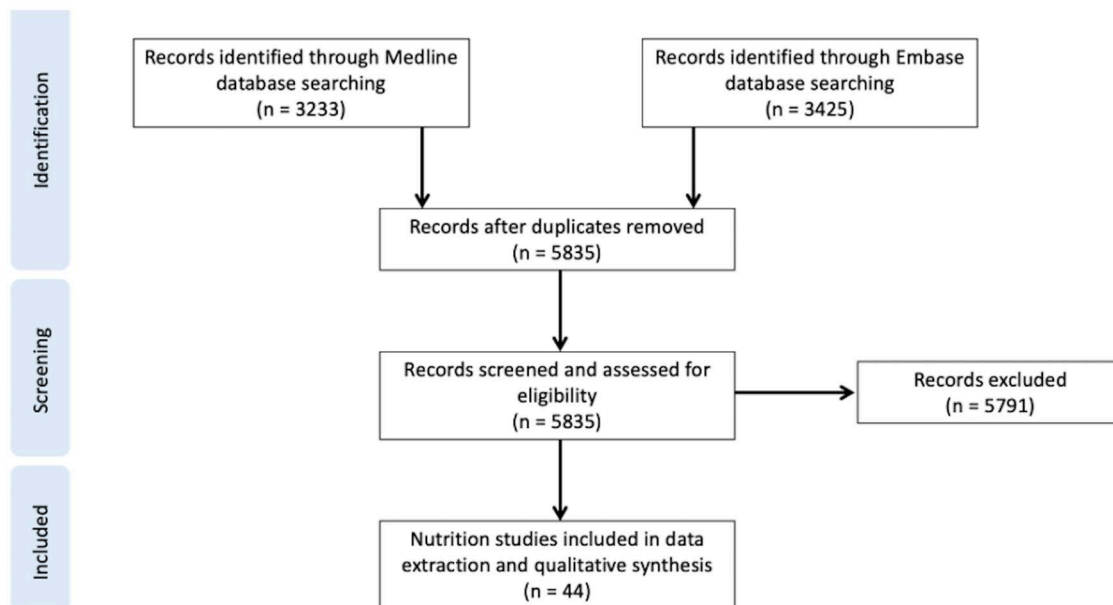 Identification
Records identified through Medline
database searching
(n = 3233)
Records identified through Embase
database searching
(n = 3425)
Records after duplicates removed
(n = 5835)
Screening
Records screened and assessed for
eligibility
(n = 5835)
Records excluded
(n = 5791)
Included
Nutrition studies included in data
extraction and qualitative synthesis
(n = 44)